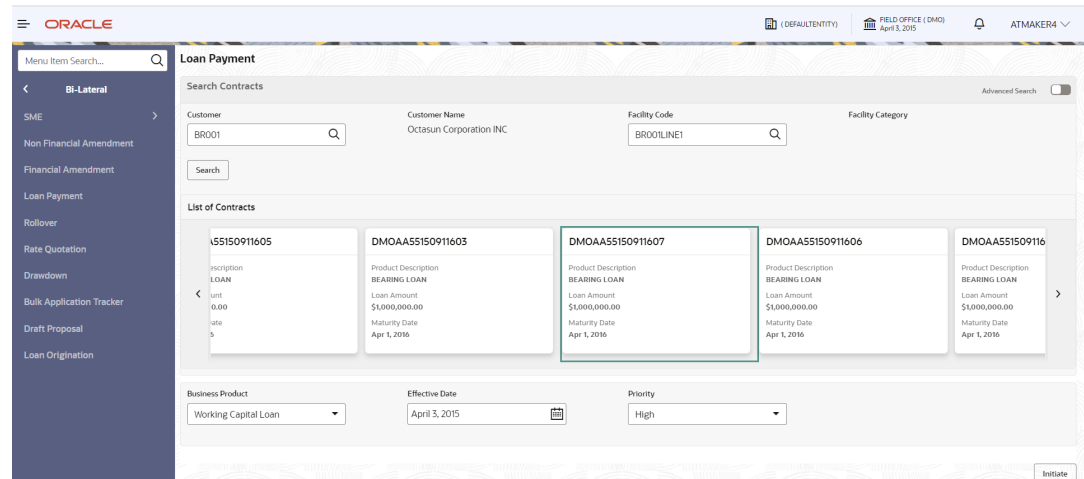 ORACLE
( DEFAULTENTITY)
FIELD OFFICE ( DMO)
April 3, 2015
ATMAKER4
Menu Item Search...
Bi-Lateral
SME
Non Financial Amendment
Financial Amendment
Loan Payment
Rollover
Rate Quotation
Drawdown
Bulk Application Tracker
Draft Proposal
Loan Origination
Loan Payment
Search Contracts
Advanced Search
Customer
BR001
Customer Name
Octasun Corporation INC
Facility Code
BR001LINE1
Facility Category
Search
List of Contracts
A55150911605
LOAN
0.00
DMOAA55150911603
Product Description
BEARING LOAN
Loan Amount
$1,000,000.00
Maturity Date
Apr 1, 2016
DMOAA55150911607
Product Description
BEARING LOAN
Loan Amount
$1,000,000.00
Maturity Date
Apr 1, 2016
DMOAA55150911606
Product Description
BEARING LOAN
Loan Amount
$1,000,000.00
Maturity Date
Apr 1, 2016
DMOAA551509116
Product Description
BEARING LOAN
Loan Amount
$1,000,000.00
Maturity Date
Apr 1, 2016
Business Product
Working Capital Loan
Effective Date
April 3, 2015
Priority
High
Initiate